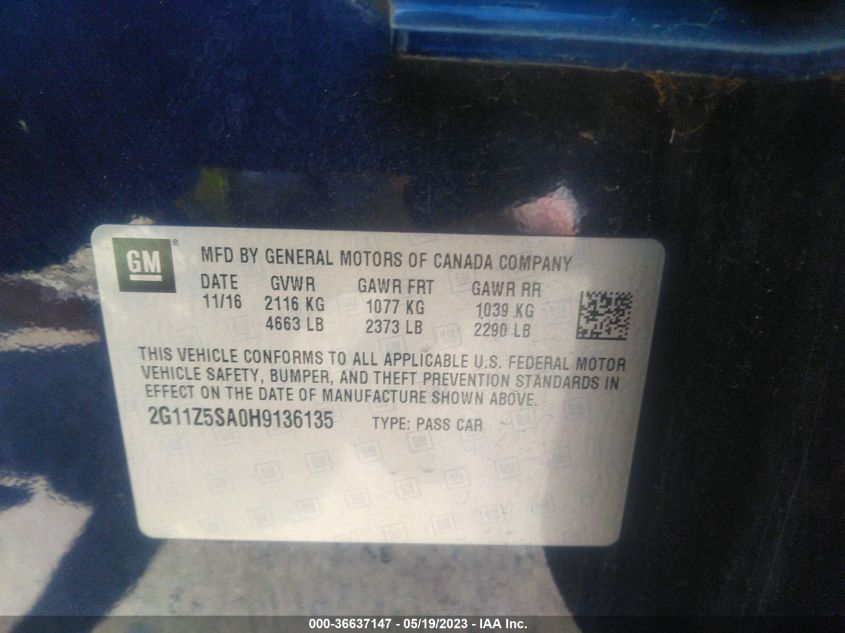 GM ®
MFD BY GENERAL MOTORS OF CANADA COMPANY
DATE GVWR GAWR FRT GAWR RR
11/16 2116 KG 1077 KG 1039 KG
4663 LB 2373 LB 2290 LB
THIS VEHICLE CONFORMS TO ALL APPLICABLE U.S. FEDERAL MOTOR
VEHICLE SAFETY, BUMPER, AND THEFT PREVENTION STANDARDS IN
EFFECT ON THE DATE OF MANUFACTURE SHOWN ABOVE.
2G11Z5SA0H9136135 TYPE: PASS CAR
000-36637147 - 05/19/2023 - IAA Inc.